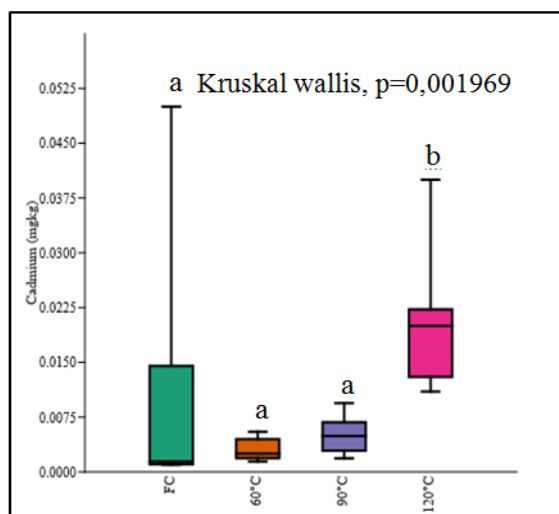 a Kruskal wallis, p=0,001969
0.0525
0.0450
b
0.0375
0.0300
Cadmium (mgkg)
0.0225
0.0150
a
a
0.0075
0.0000
FC
60°C
90°C
120°C